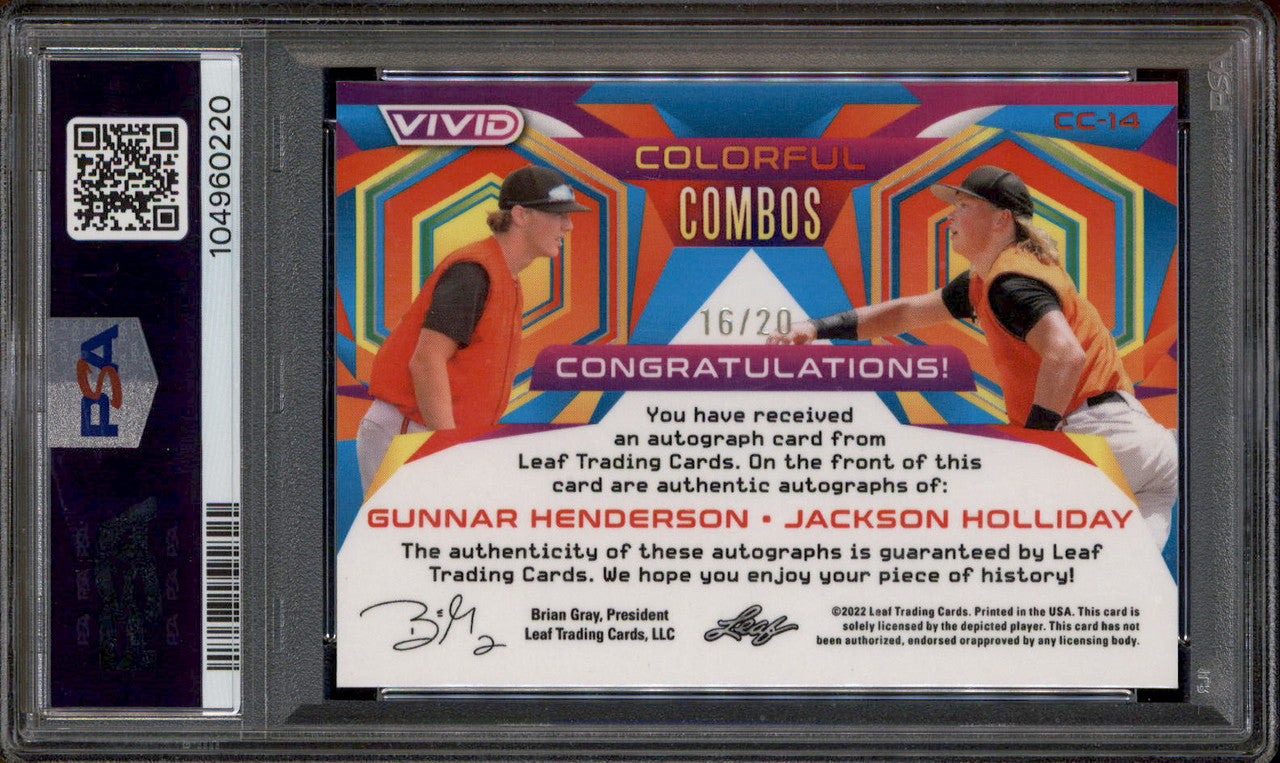 104960220
PSA
VIVID
CC-14
COLORFUL
COMBOS
16/20
CONGRATULATIONS!
You have received
an autograph card from
Leaf Trading Cards. On the front of this
card are authentic autographs of:
GUNNAR HENDERSON • JACKSON HOLLIDAY
The authenticity of these autographs is guaranteed by Leaf
Trading Cards. We hope you enjoy your piece of history!
Brian Gray, President
Leaf Trading Cards, LLC
Leaf
©2022 Leaf Trading Cards. Printed in the USA. This card is
solely licensed by the depicted player. This card has not
been authorized, endorsed orapproved by any licensing body.
PSA